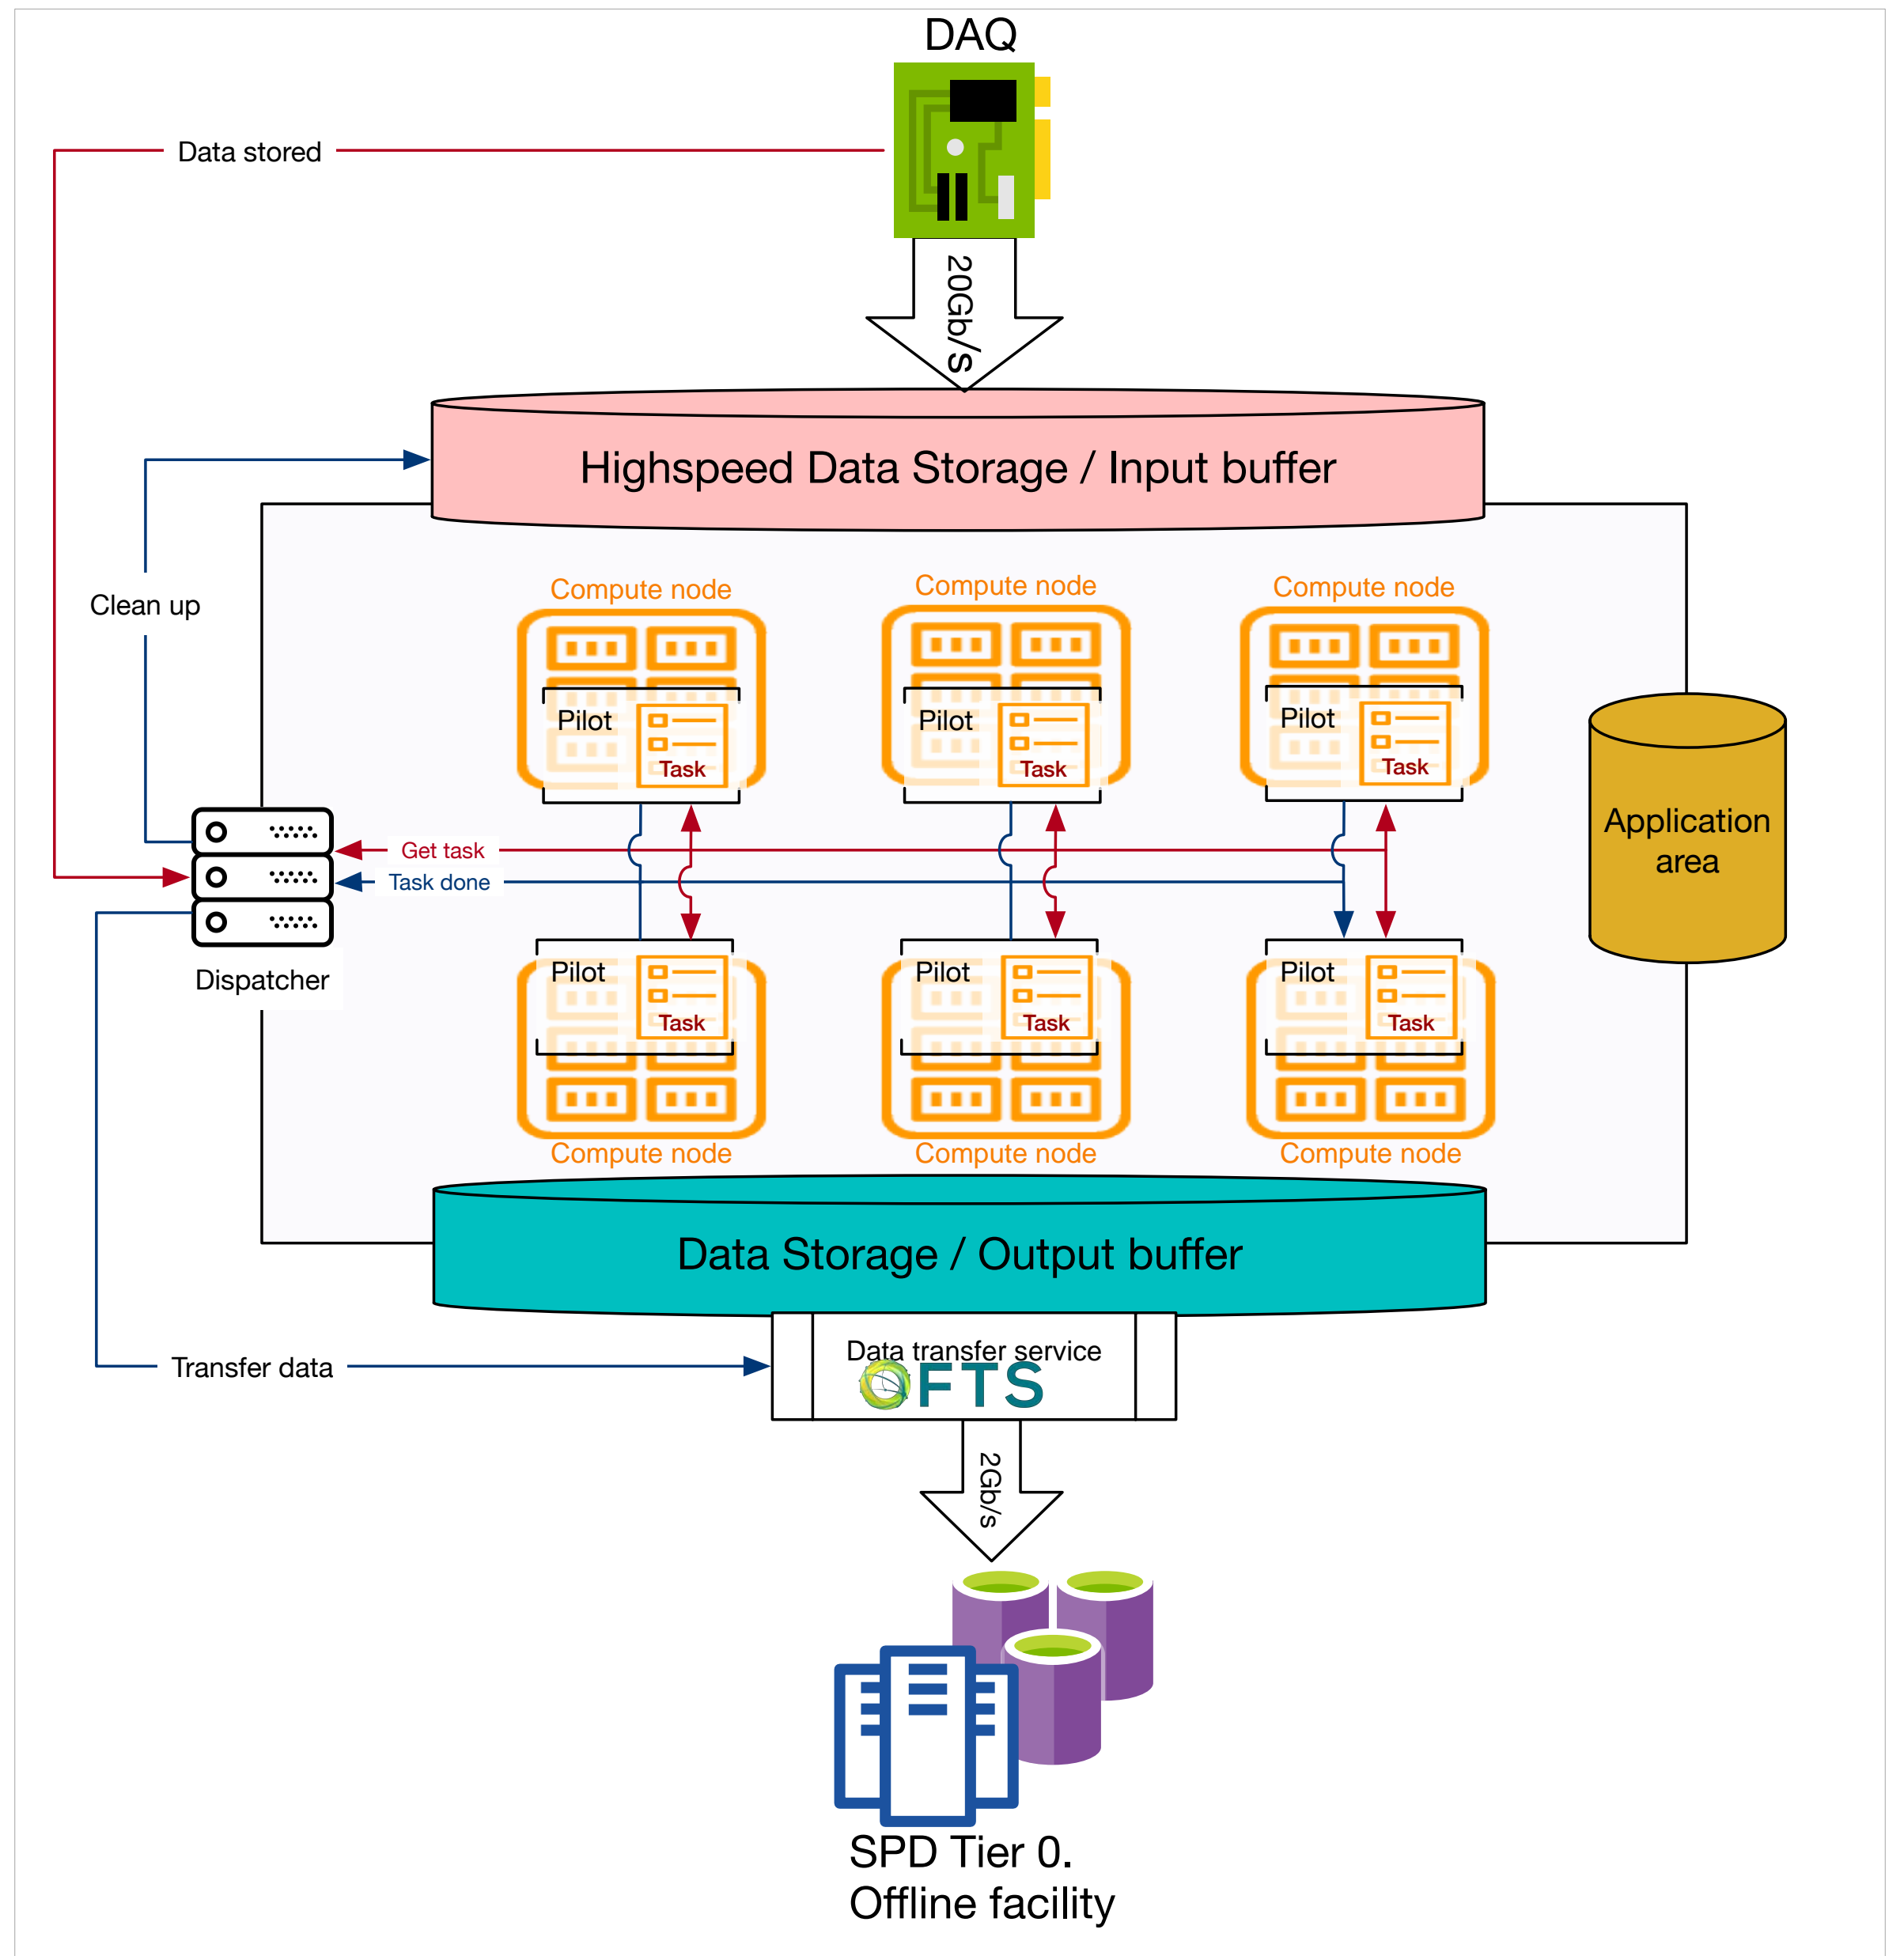 DAQ
Data stored
20Gb/s
Highspeed Data Storage / Input buffer
Clean up
Compute node
Compute node
Compute node
Pilot
Task
Pilot
Task
Pilot
Task
Application
area
Get task
Task done
Dispatcher
Pilot
Task
Pilot
Task
Pilot
Task
Compute node
Compute node
Compute node
Data Storage / Output buffer
Data transfer service
FTS
Transfer data
2Gb/s
SPD Tier 0.
Offline facility